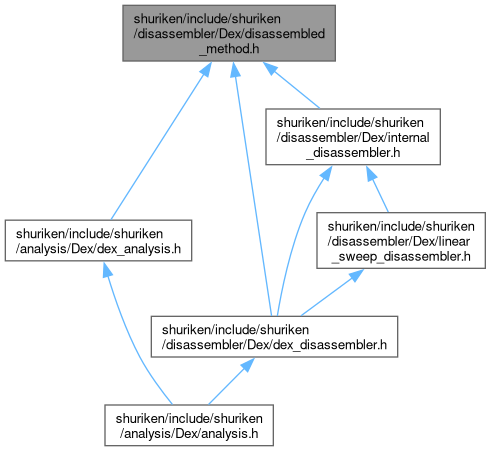 shuriken/include/shuriken
/disassembler/Dex/disassembled
_method.h
shuriken/include/shuriken
/disassembler/Dex/internal
_disassembler.h
shuriken/include/shuriken
/analysis/Dex/dex_analysis.h
shuriken/include/shuriken
/disassembler/Dex/linear
_sweep_disassembler.h
shuriken/include/shuriken
/disassembler/Dex/dex_disassembler.h
shuriken/include/shuriken
/analysis/Dex/analysis.h